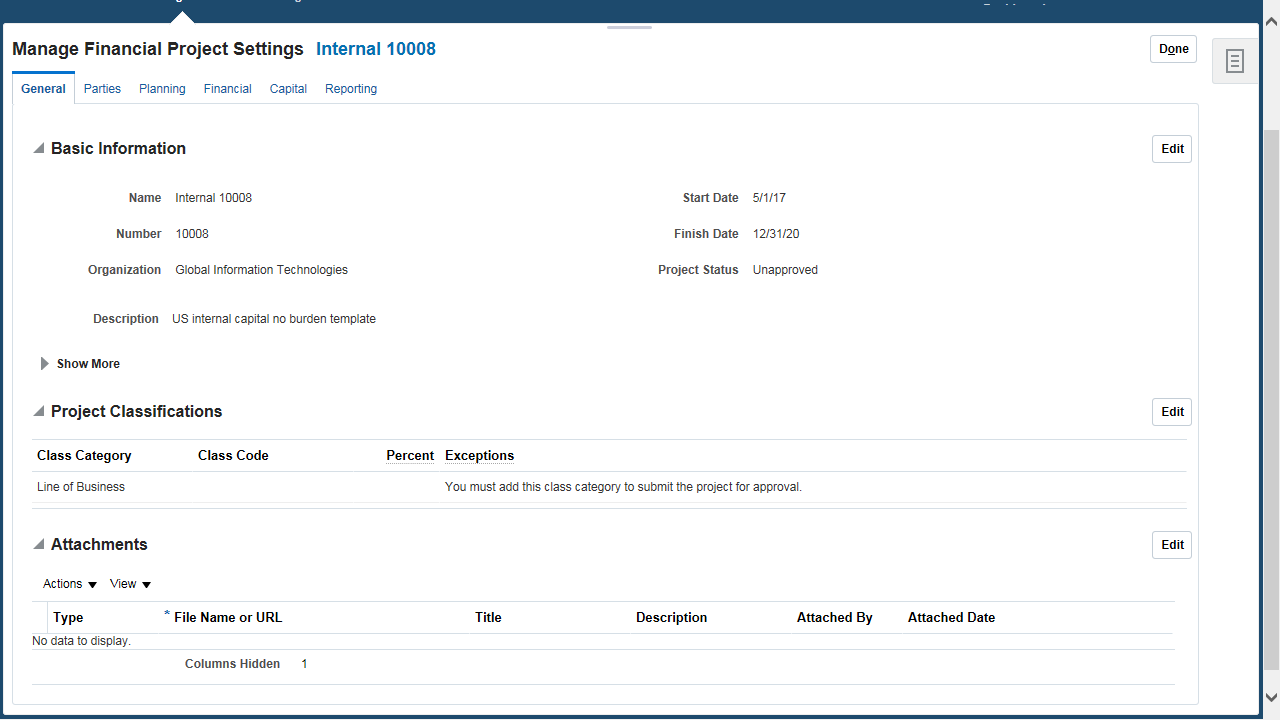 Manage Financial Project Settings Internal 10008
Done
General Parties Planning Financial Capital Reporting
Basic Information
Edit
Name Internal 10008
Start Date 5/1/17
Number 10008
Finish Date 12/31/20
Organization Global Information Technologies
Project Status Unapproved
Description US internal capital no burden template
Show More
Project Classifications
Edit
Class Category Class Code Percent Exceptions
Line of Business You must add this class category to submit the project for approval.
Attachments
Edit
Actions View
Type * File Name or URL Title Description Attached By Attached Date
No data to display.
Columns Hidden 1